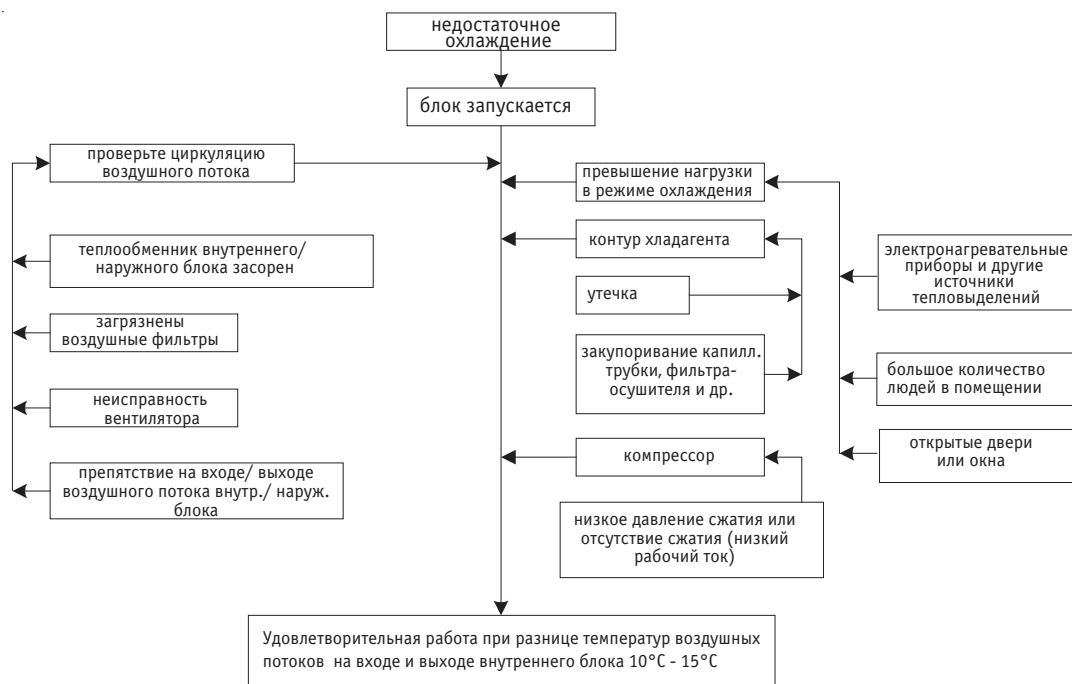 недостаточное
охлаждение
блок запускается
проверьте циркуляцию
воздушного потока
теплообменник внутреннего/
наружного блока засорен
загрязнены
воздушные фильтры
неисправность
вентилятора
препятствие на входе/ выходе
воздушного потока внутр./ наруж.
блока
превышение нагрузки
в режиме охлаждения
контур хладагента
утечка
закупоривание капилл.
трубки, фильтра-
осушителя и др.
компрессор
низкое давление сжатия или
отсутствие сжатия (низкий
рабочий ток)
электронагревательные
приборы и другие
источники
тепловыделений
большое количество
людей в помещении
открытые двери
или окна
Удовлетворительная работа при разнице температур воздушных
потоков на входе и выходе внутреннего блока 10°C - 15°C